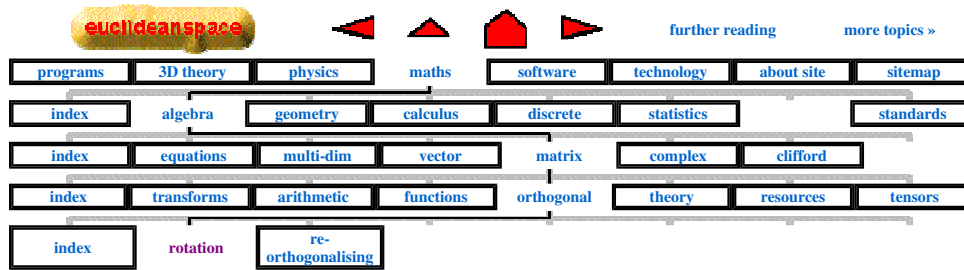 euclideanspace further reading more topics »
programs 3D theory physics maths software technology about site sitemap
index algebra geometry calculus discrete statistics standards
index equations multi-dim vector matrix complex clifford
index transforms arithmetic functions orthogonal theory resources tensors
index rotation re-
orthogonalising